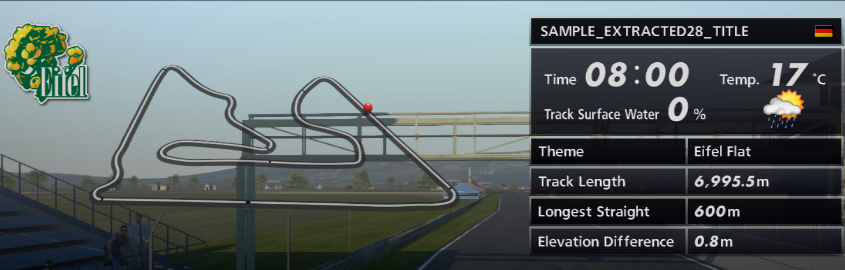 Eifel
SAMPLE_EXTRACTED28_TITLE
Time 08:00 Temp. 17 °C
Track Surface Water 0 %
Theme Eifel Flat
Track Length 6,995.5m
Longest Straight 600m
Elevation Difference 0.8m